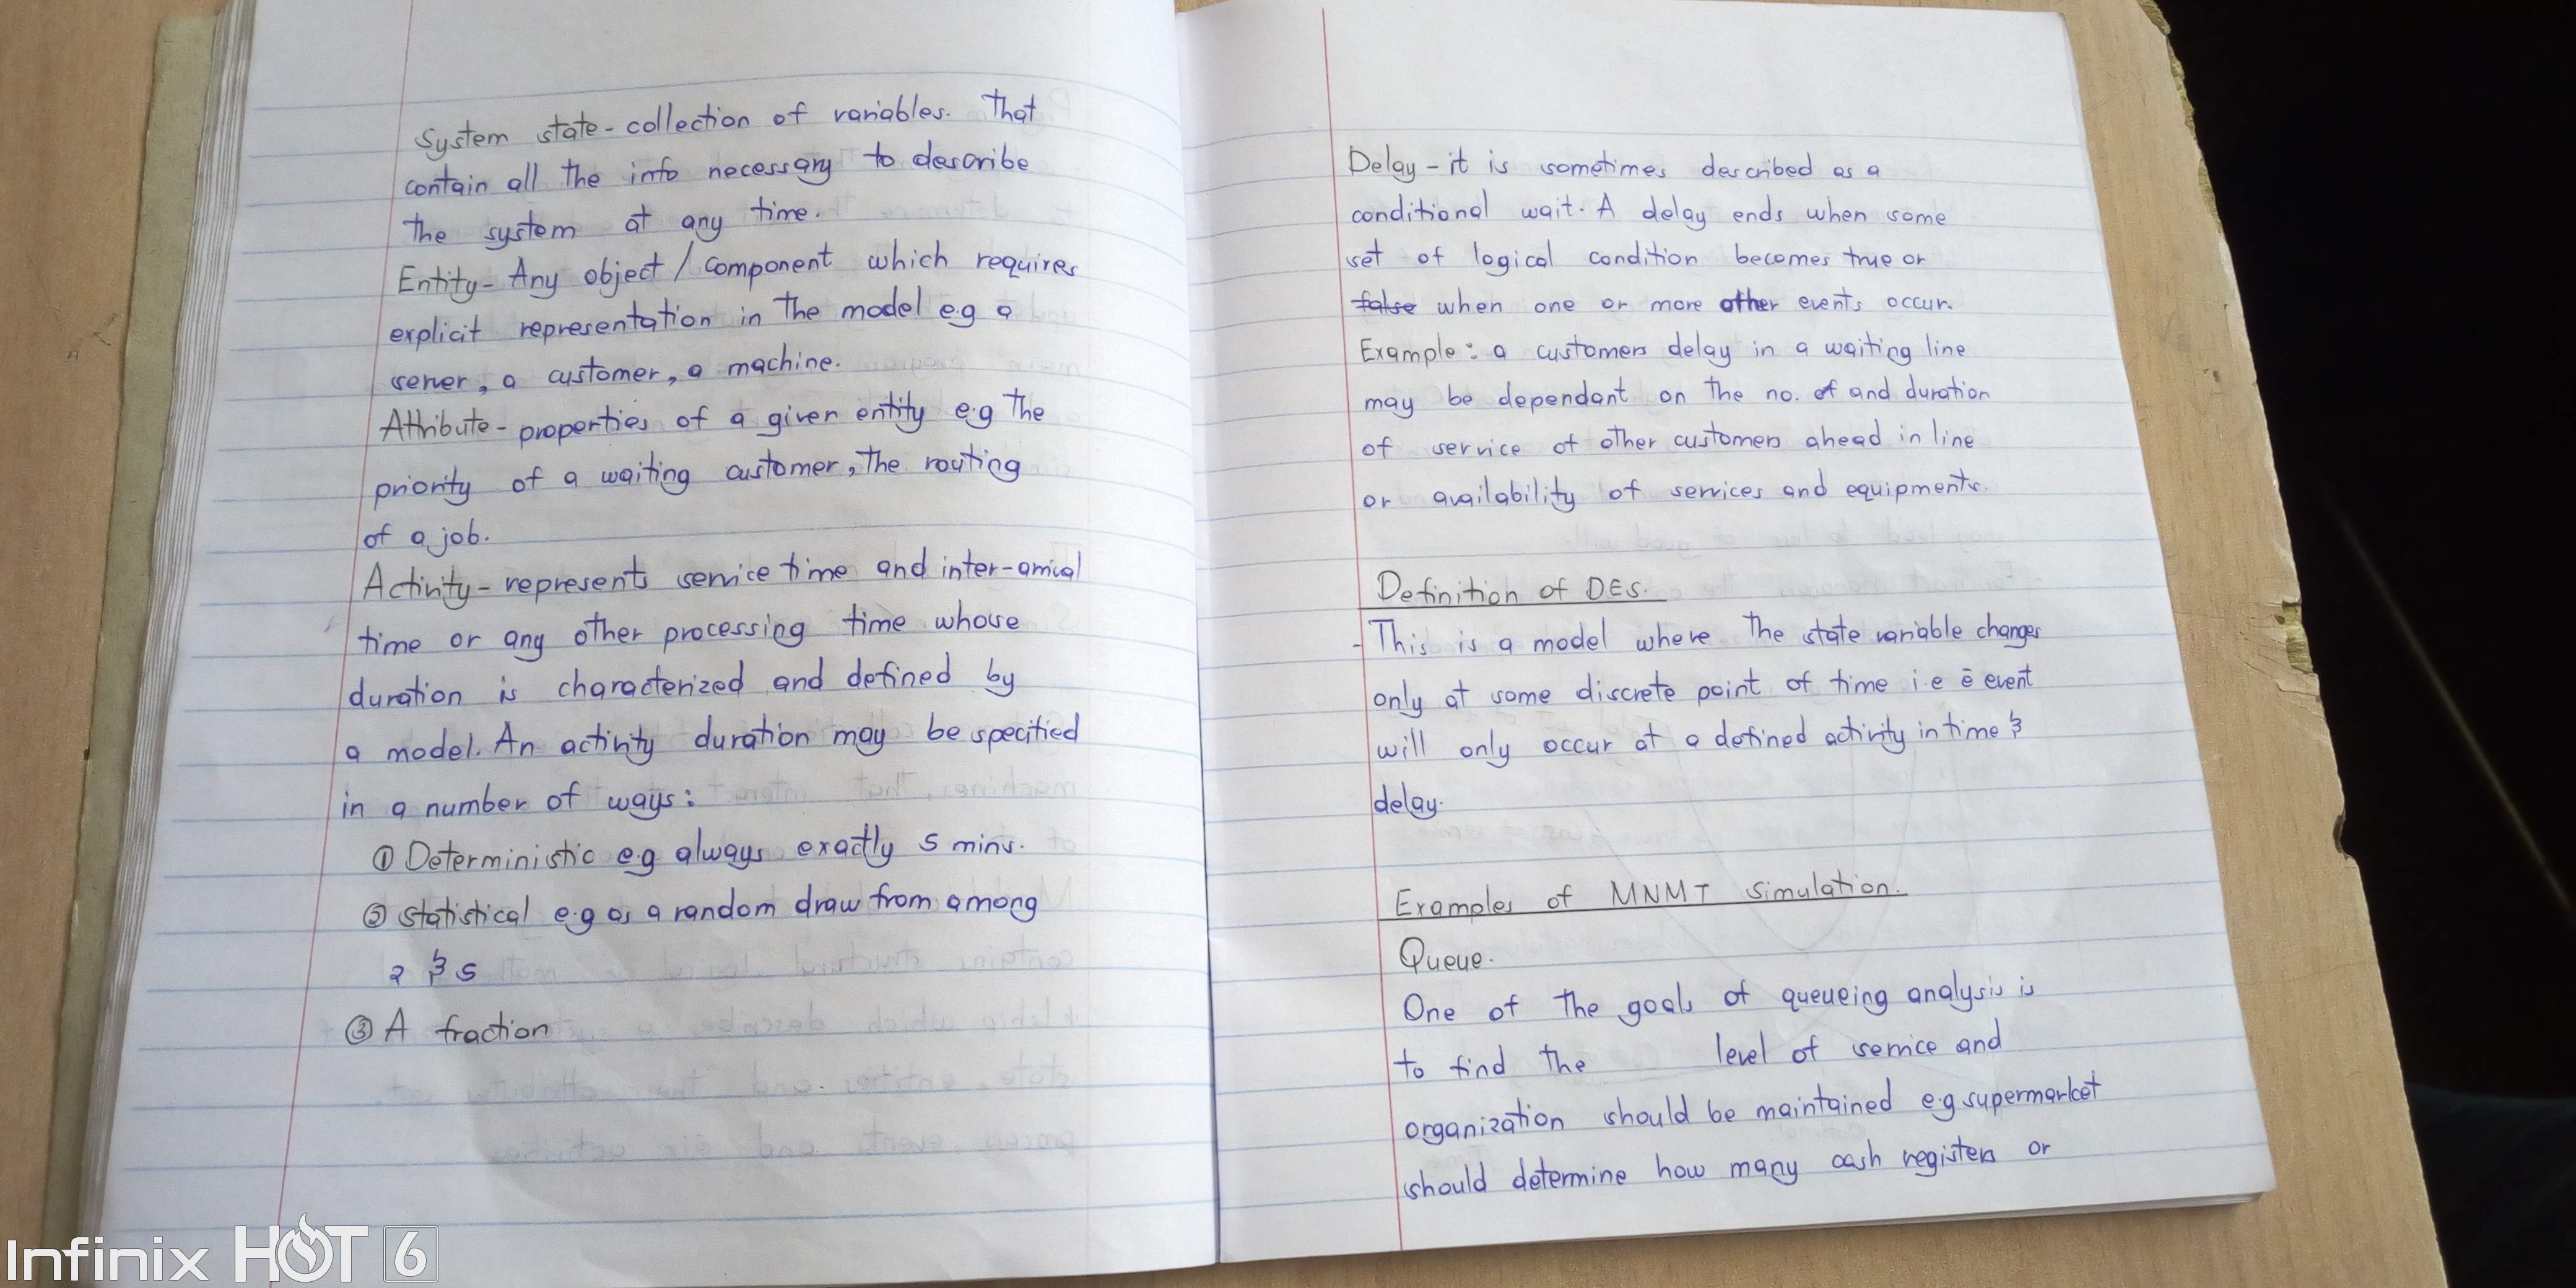 System state - collection of variables. That
contain all the info necessary to describe
the system at any time.
Entity - Any object / component which requires
explicit representation in the model e.g a
server, a customer, a machine.
Attribute - properties of a given entity e.g the
priority of a waiting customer, the routing
of a job.
Activity - represents service time and inter-arrival
time or any other processing time whose
duration is characterized and defined by
a model. An activity duration may be specified
in a number of ways:
① Deterministic e.g always exactly 5 mins.
② statistical e.g as a random draw from among
2 & 5
③ A fraction
Delay - it is sometimes described as a
conditional wait. A delay ends when some
set of logical condition becomes true or
false when one or more other events occur.
Example: a customers delay in a waiting line
may be dependant on the no. of and duration
of service of other customers ahead in line
or availability of services and equipments.
Definition of DES.
- This is a model where the state variable changes
only at some discrete point of time i.e ē event
will only occur at a defined activity in time &
delay.
Examples of MNMT simulation.
Queue.
One of the goals of queueing analysis is
to find the level of service and
organization should be maintained e.g supermarket
should determine how many cash registers or
Infinix HOT 6